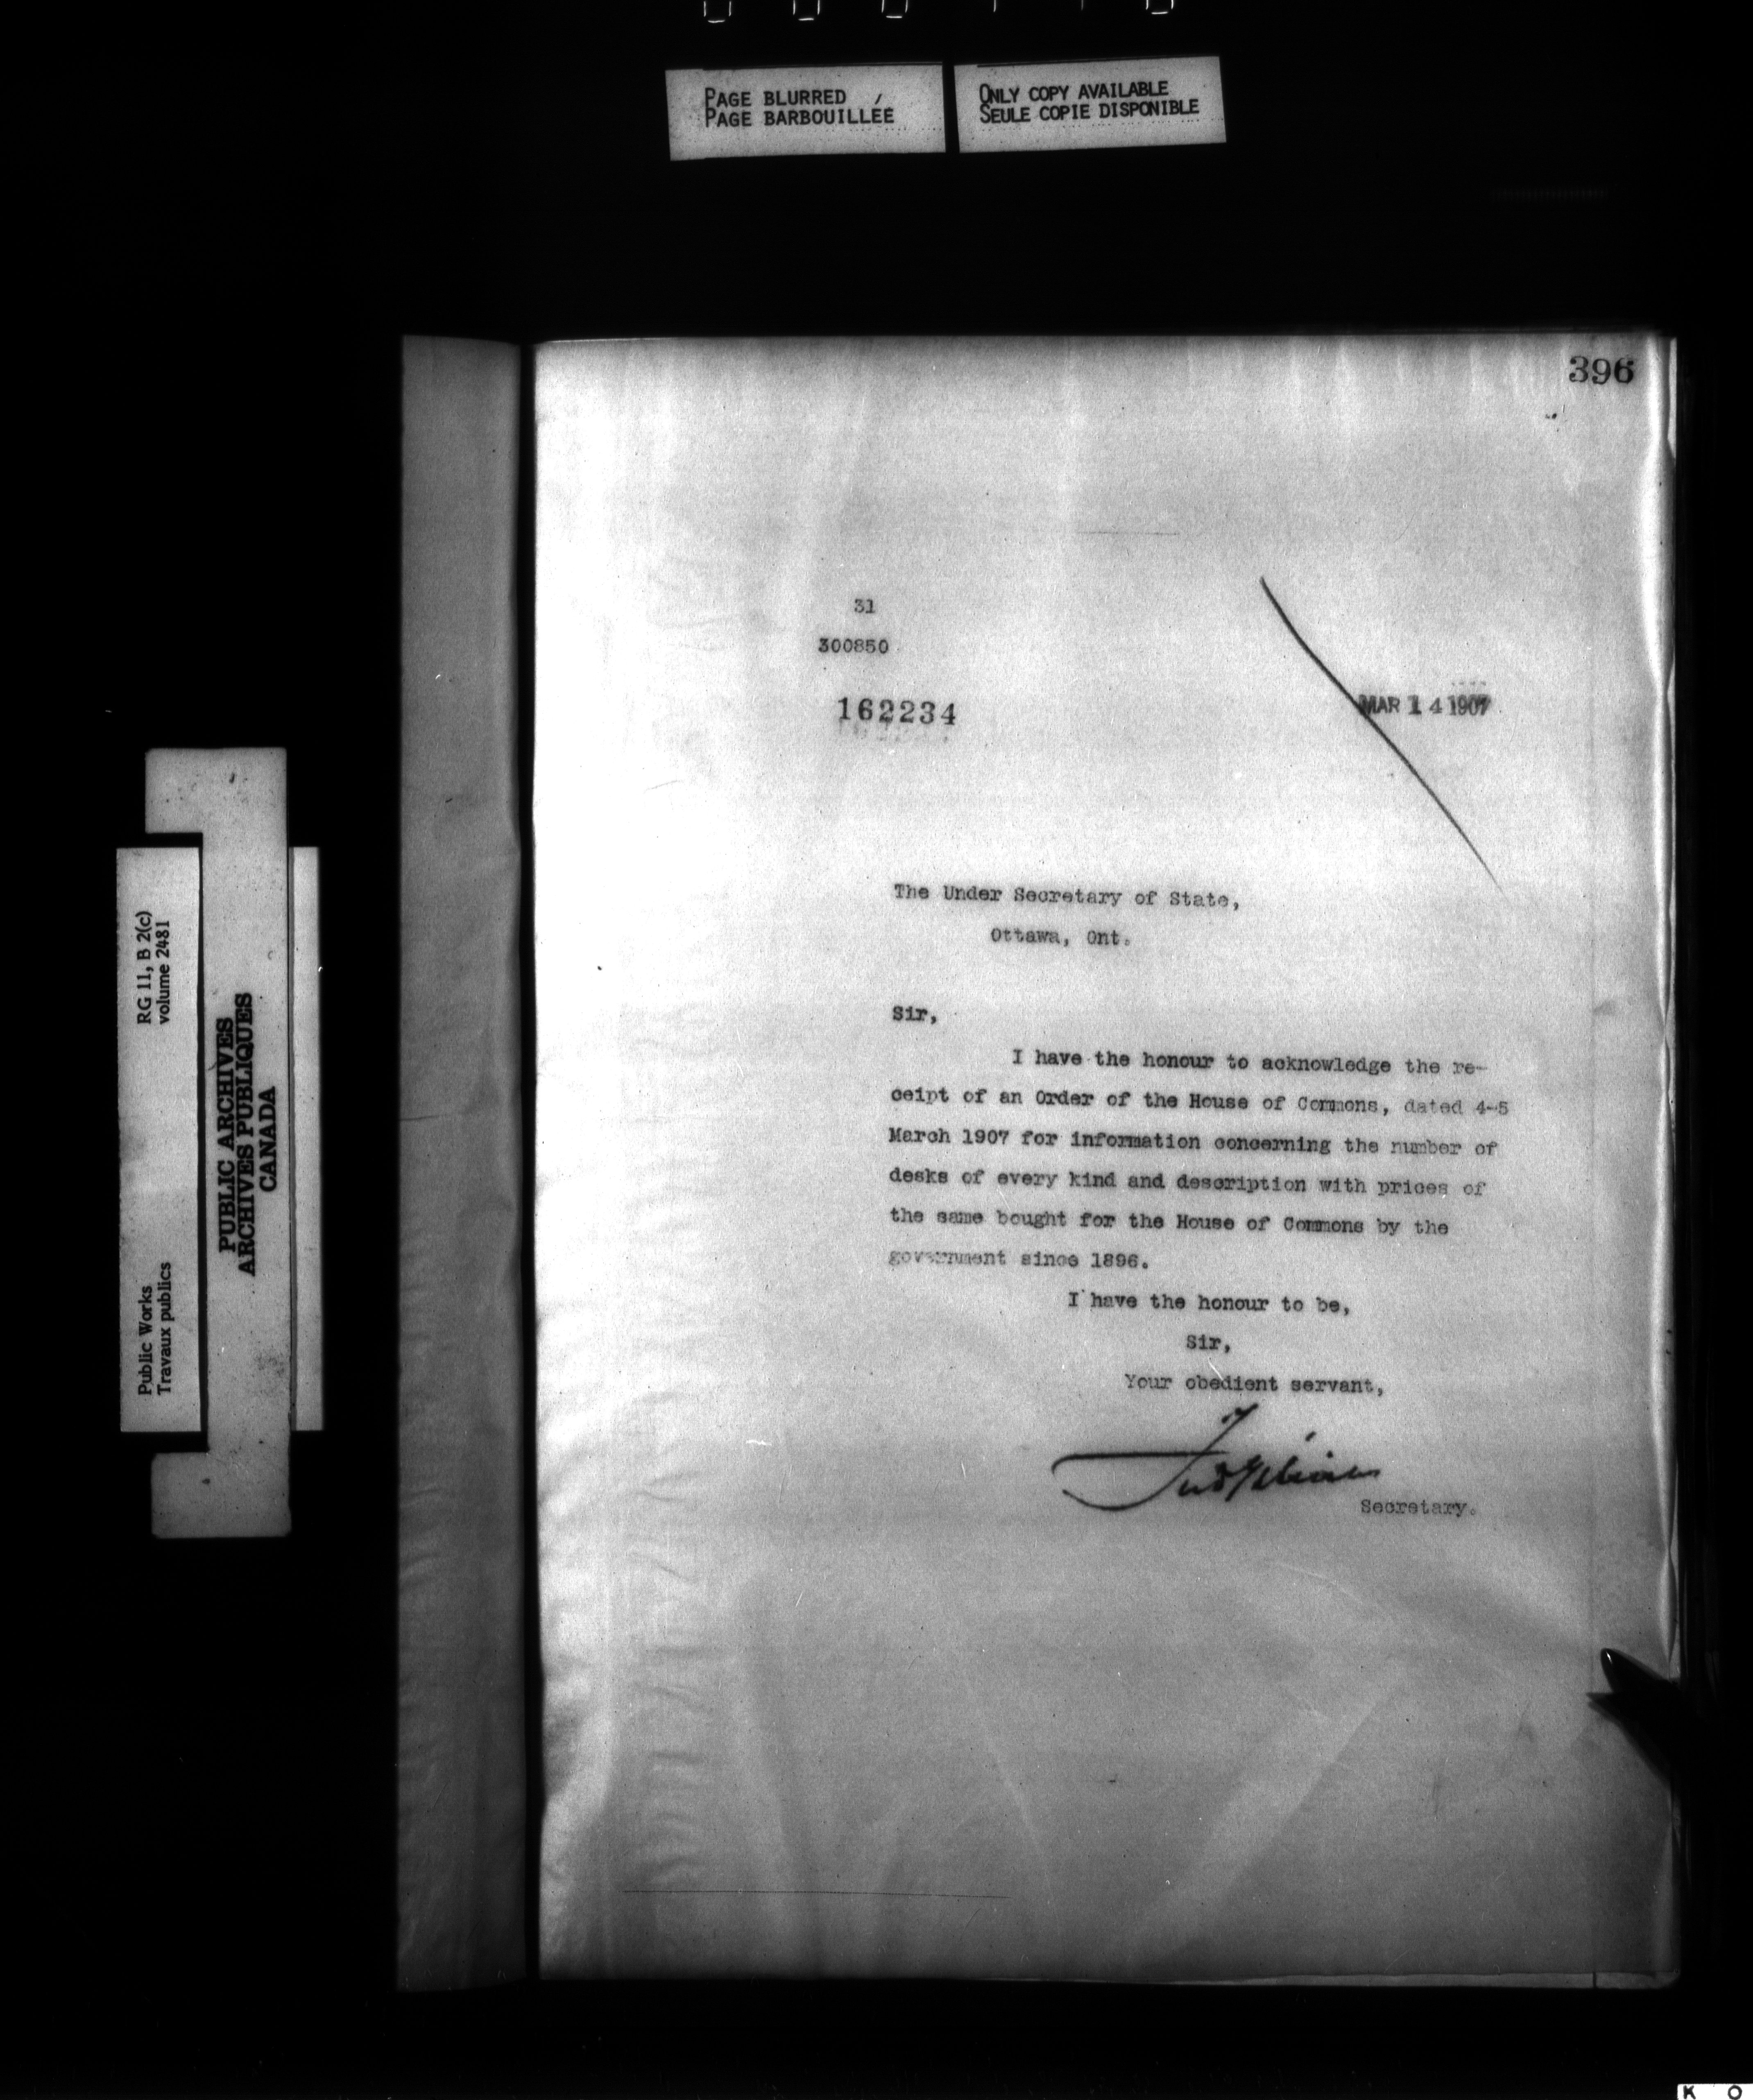 PAGE BLURRED
PAGE BARBOUILLÉE
ONLY COPY AVAILABLE
SEULE COPIE DISPONIBLE
396
31
300850
162234
MAR 14 1907
The Under Secretary of State,
Ottawa, Ont.
Sir,
I have the honour to acknowledge the re-
ceipt of an Order of the House of Commons, dated 4-5
March 1907 for information concerning the number of
desks of every kind and description with prices of
the same bought for the House of Commons by the
government since 1896.
I have the honour to be,
Sir,
Your obedient servant,
Secretary.
RG 11, B 2(c)
volume 2481
Public Works
Travaux publics
PUBLIC ARCHIVES
ARCHIVES PUBLIQUES
CANADA
K O